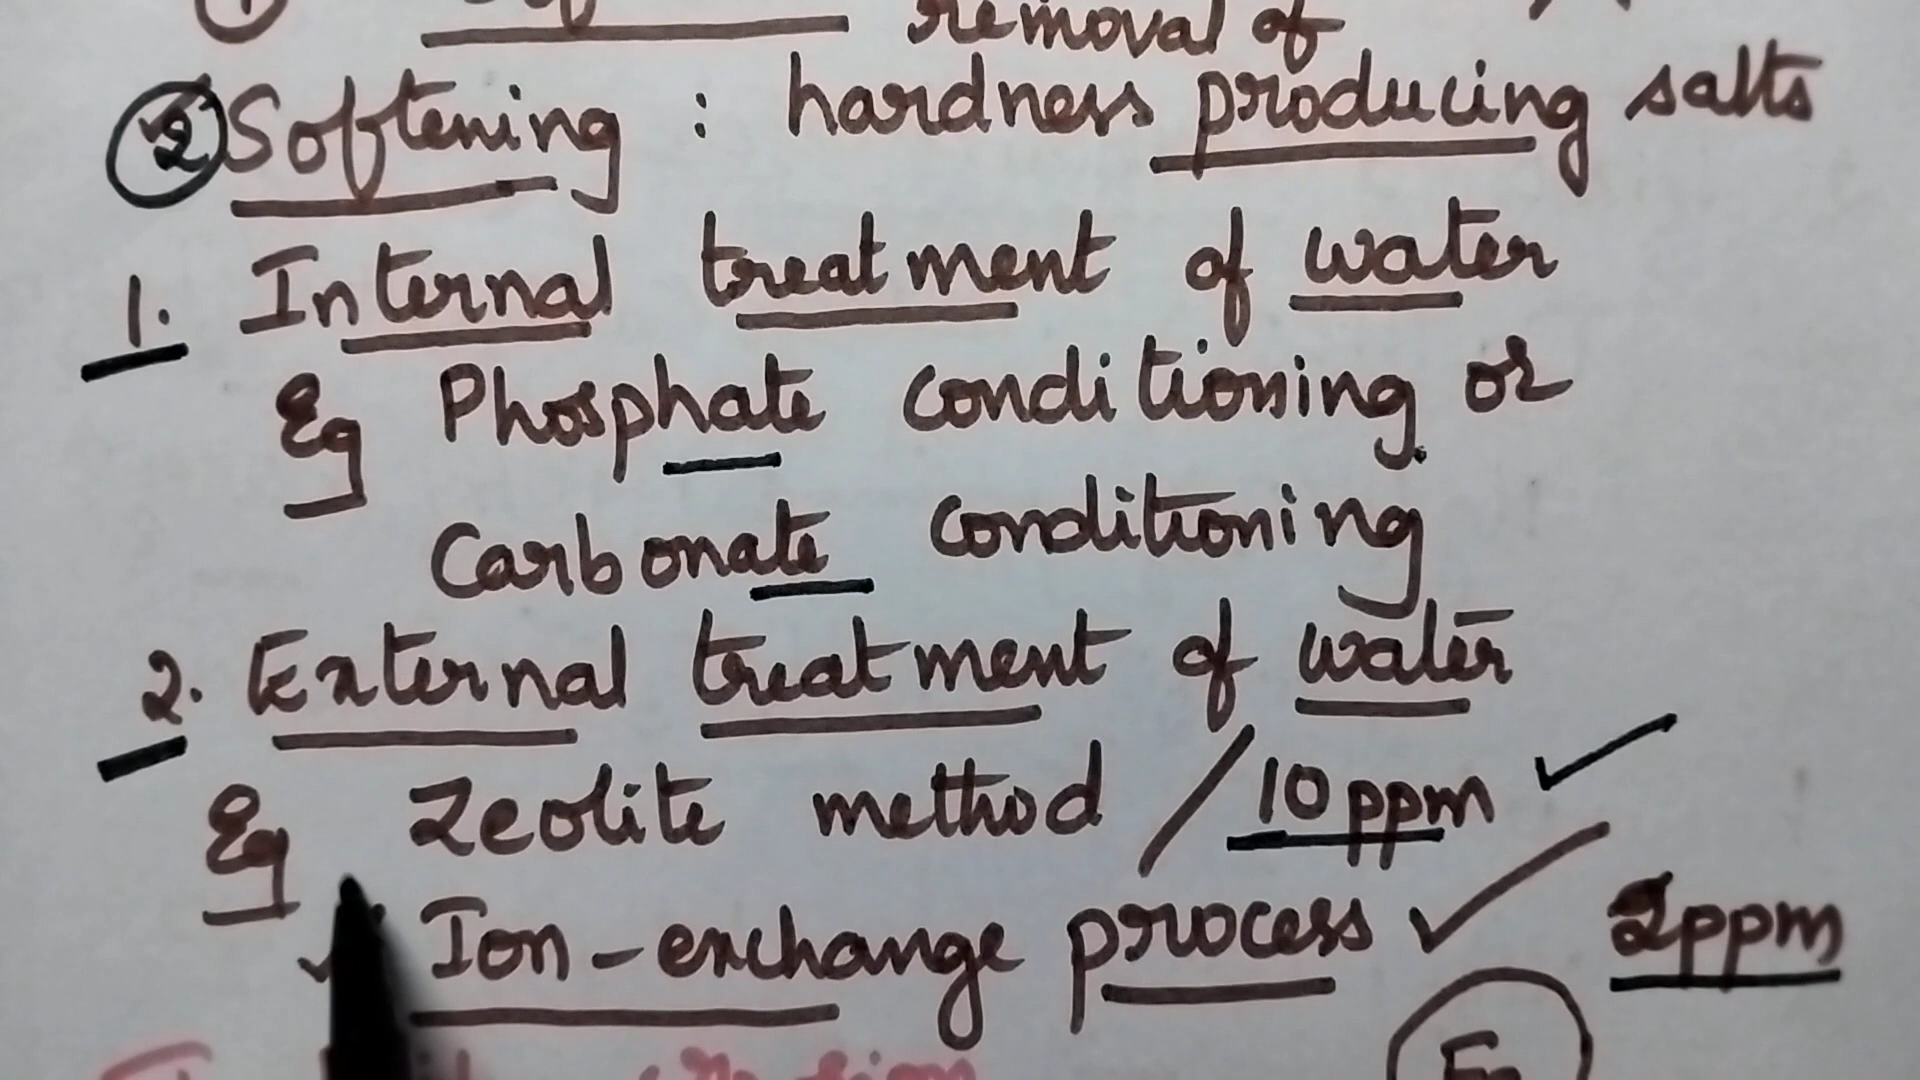 ① removal of
② Softening : hardness producing salts
1. Internal treatment of water
Eg Phosphate conditioning or
Carbonate conditioning
2. External treatment of water
Eg Zeolite method / 10 ppm ✓
✓ Ion-exchange process ✓ 2ppm